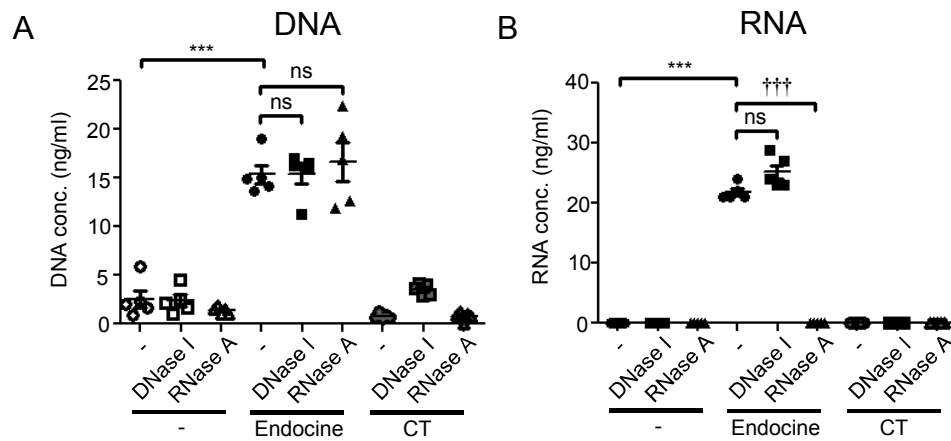 A
DNA
***
ns
ns
DNA conc. (ng/ml)
25
20
15
10
5
0
-
DNase I
RNase A
-
DNase I
RNase A
-
DNase I
RNase A
-
Endocine
CT
B
RNA
***
†††
ns
RNA conc. (ng/ml)
40
30
20
10
0
-
DNase I
RNase A
-
DNase I
RNase A
-
DNase I
RNase A
-
Endocine
CT